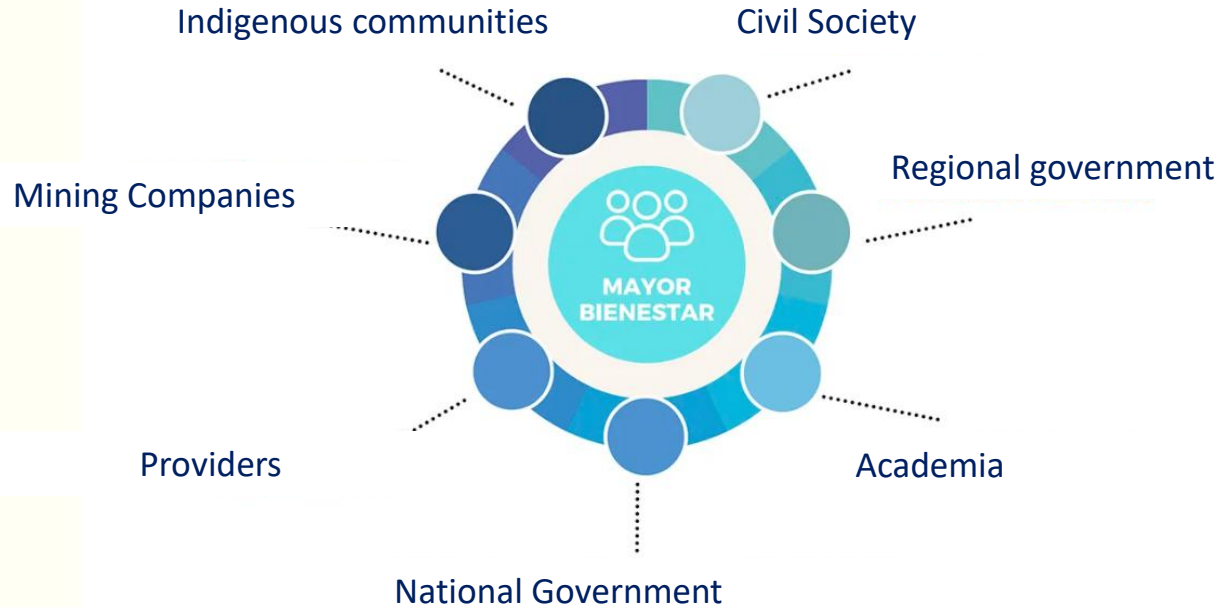 Indigenous communities
Civil Society
Mining Companies
Regional government
MAYOR
BIENESTAR
Providers
Academia
National Government